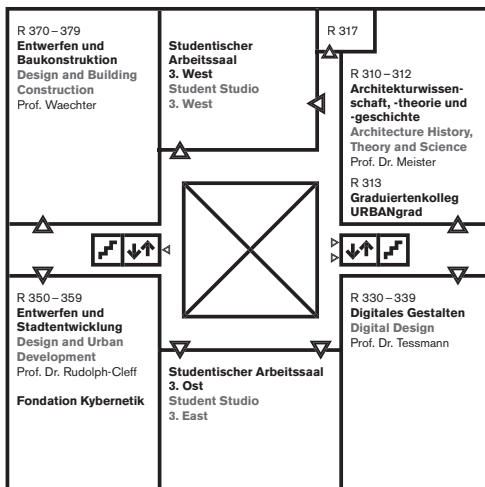 R 370 – 379
Entwerfen und
Baukonstruktion
Design and Building
Construction
Prof. Waechter
Studentischer
Arbeitssaal
3. West
Student Studio
3. West
R 317
R 310 – 312
Architekturwissen-
schaft, -theorie und
-geschichte
Architecture History,
Theory and Science
Prof. Dr. Meister
R 313
Graduiertenkolleg
URBANgrad
R 350 – 359
Entwerfen und
Stadtentwicklung
Design and Urban
Development
Prof. Dr. Rudolph-Cleff
Fondation Kybernetik
Studentischer Arbeitssaal
3. Ost
Student Studio
3. East
R 330 – 339
Digitales Gestalten
Digital Design
Prof. Dr. Tessmann